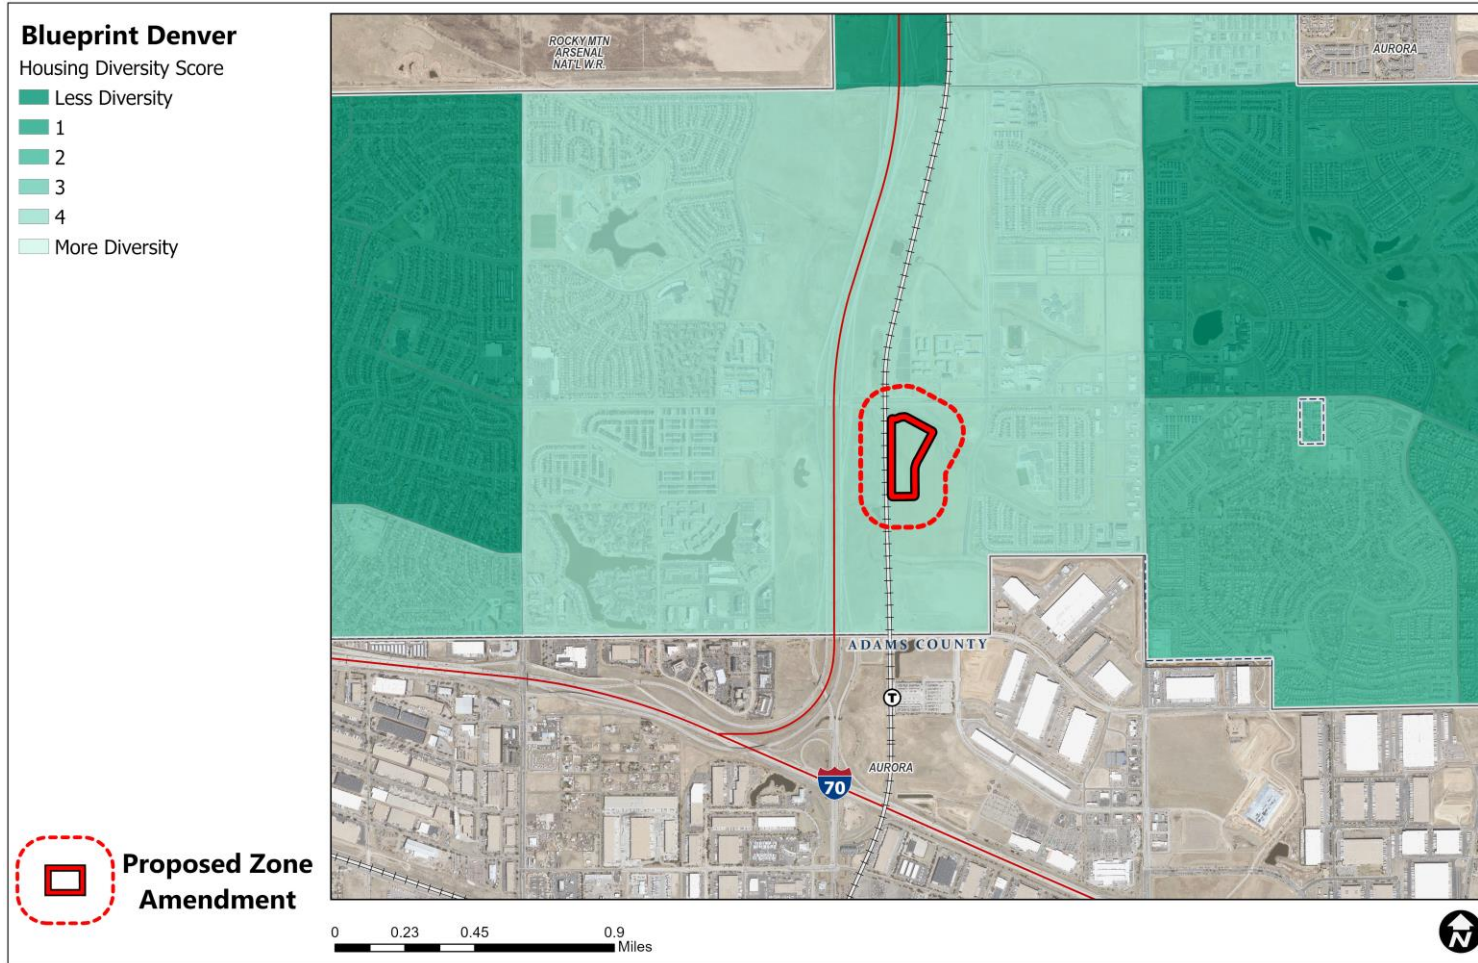 Blueprint Denver
Housing Diversity Score
Less Diversity
1
2
3
4
More Diversity
ROCKY MTN
ARSENAL
NAT'L W.R.
AURORA
ADAMS COUNTY
T
AURORA
70
Proposed Zone
Amendment
0 0.23 0.45 0.9
Miles
N